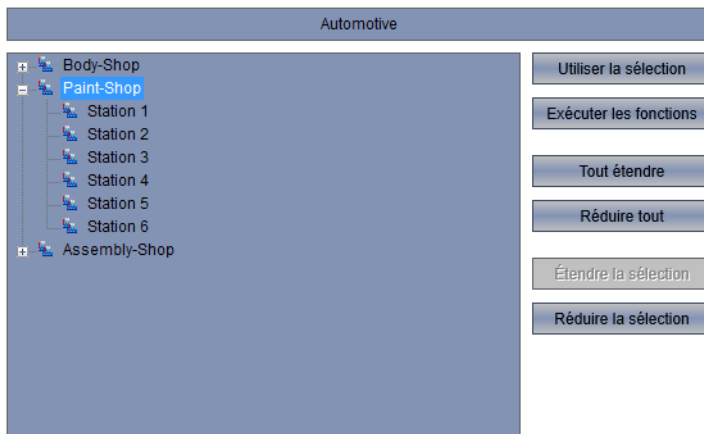 Automotive
Body-Shop
Paint-Shop
Station 1
Station 2
Station 3
Station 4
Station 5
Station 6
Assembly-Shop
Utiliser la sélection
Exécuter les fonctions
Tout étendre
Réduire tout
Étendre la sélection
Réduire la sélection